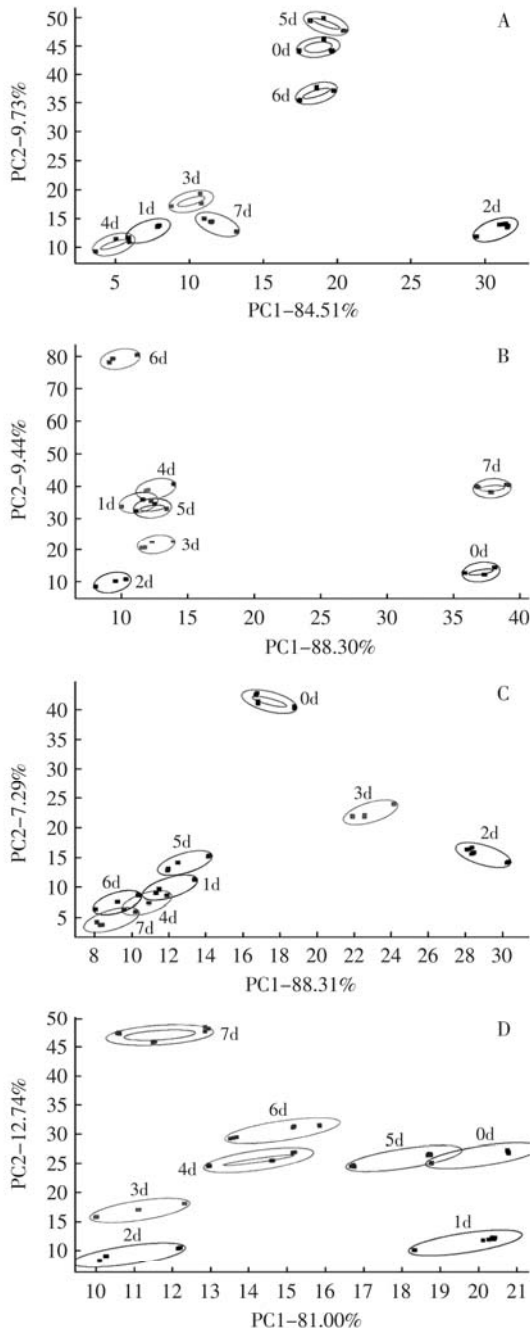 A
50
45
40
35
30
25
20
15
10
PC2-9.73%
5d
0d
6d
3d
1d
7d
4d
2d
5 10 15 20 25 30
PC1-84.51%
B
80
70
60
50
40
30
20
10
PC2-9.44%
6d
4d
7d
1d
5d
3d
0d
2d
10 15 20 25 30 35 40
PC1-88.30%
C
40
35
30
25
20
15
10
5
PC2-7.29%
0d
3d
2d
5d
6d
1d
4d
7d
8 10 12 14 16 18 20 22 24 26 28 30
PC1-88.31%
D
50
45
40
35
30
25
20
15
10
PC2-12.74%
7d
6d
5d 0d
4d
3d
2d
1d
10 11 12 13 14 15 16 17 18 19 20 21
PC1-81.00%